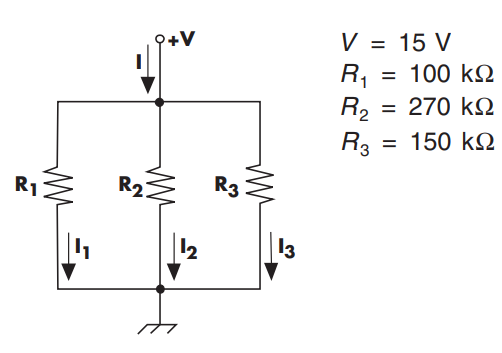 +V
I
V = 15 V
R₁ = 100 kΩ
R₂ = 270 kΩ
R₃ = 150 kΩ
R₁ R₂ R₃
I₁ I₂ I₃